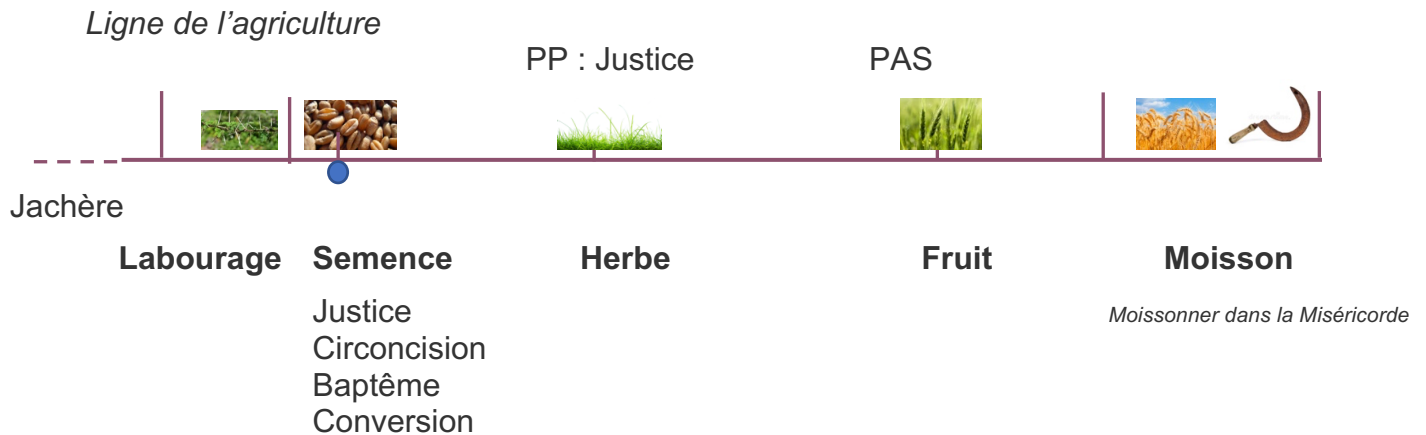 Ligne de l’agriculture
PP : Justice PAS
Jachère
Labourage Semence Herbe Fruit Moisson
Justice Moissonner dans la Miséricorde
Circoncision
Baptême
Conversion